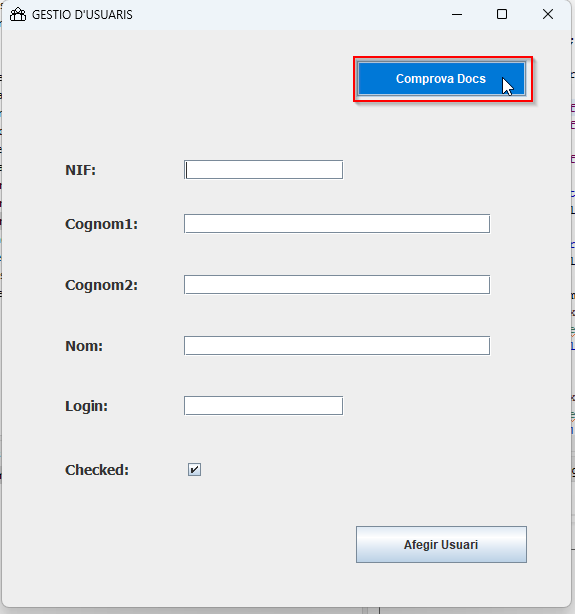 GESTIO D'USUARIS
Comprova Docs
NIF:
Cognom1:
Cognom2:
Nom:
Login:
Checked:
Afegir Usuari